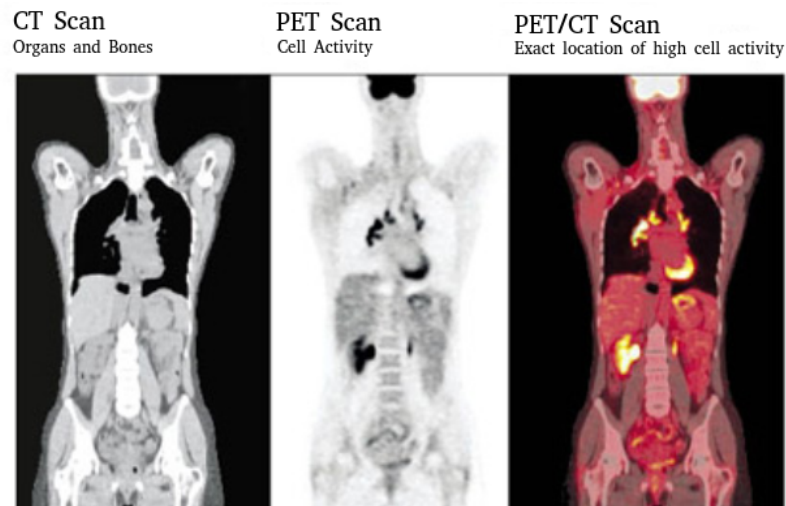 CT Scan
Organs and Bones
PET Scan
Cell Activity
PET/CT Scan
Exact location of high cell activity